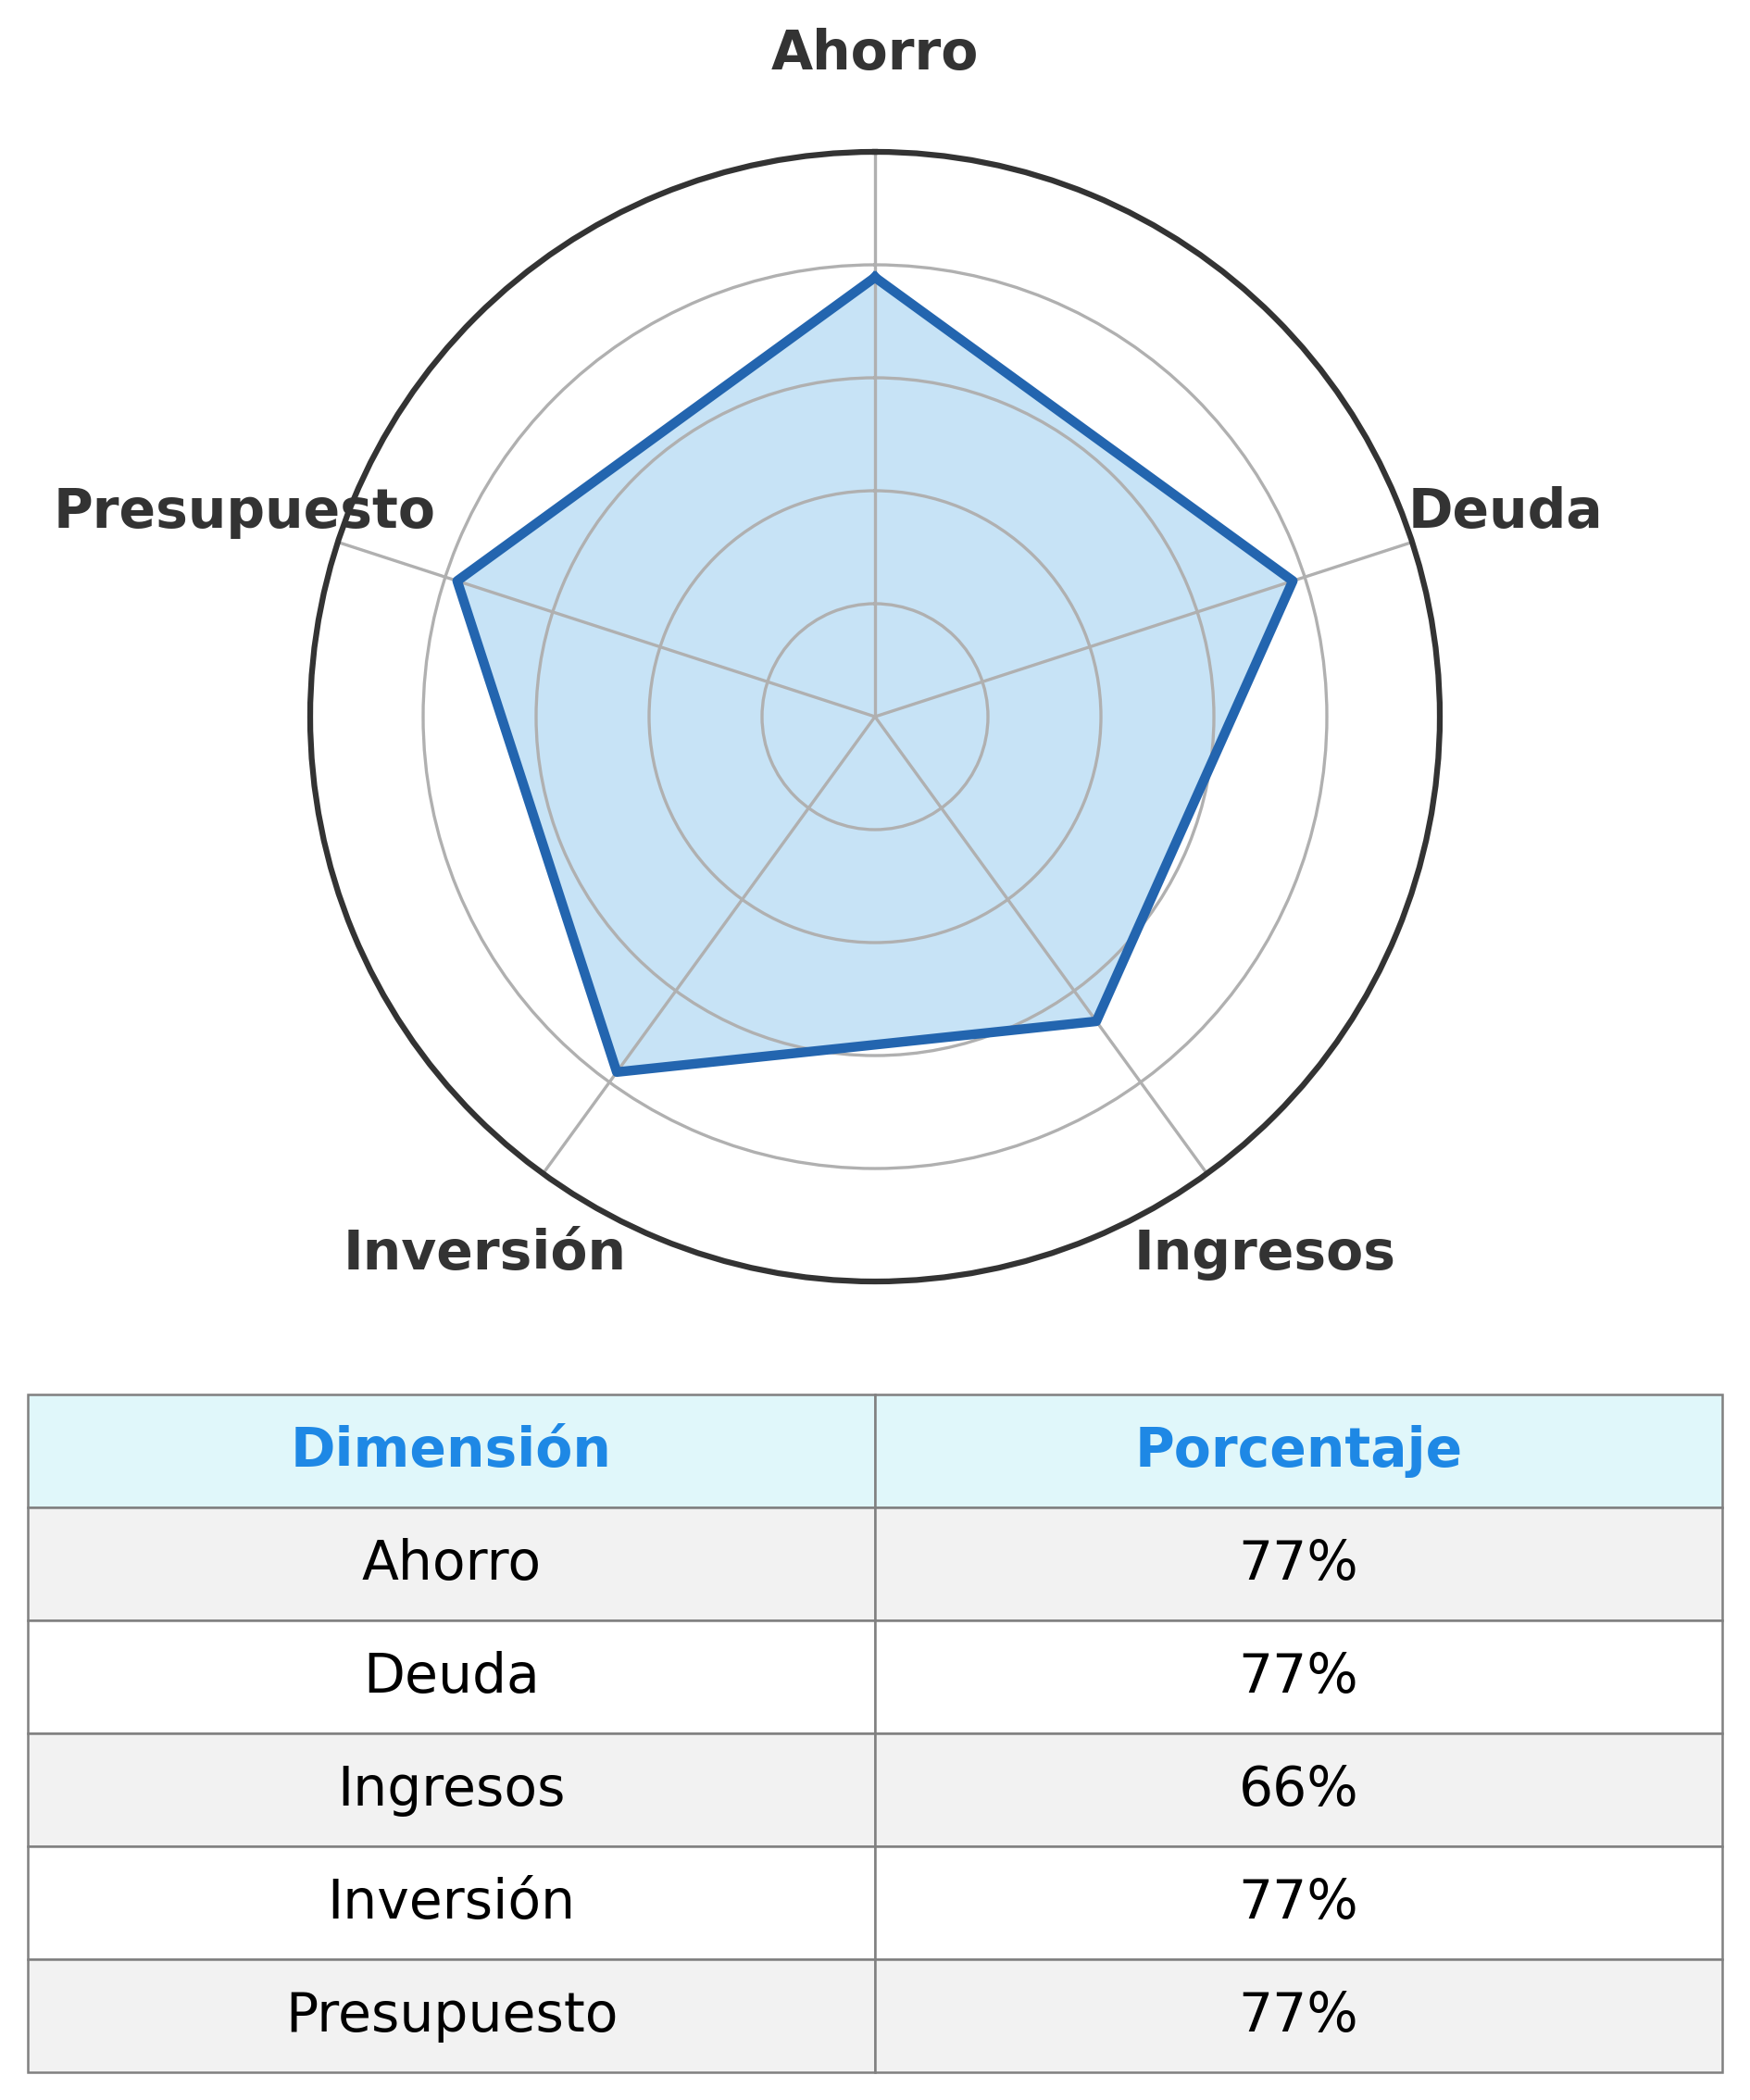 Ahorro
Presupuesto
Deuda
Inversión
Ingresos
Dimensión Porcentaje
Ahorro 77%
Deuda 77%
Ingresos 66%
Inversión 77%
Presupuesto 77%